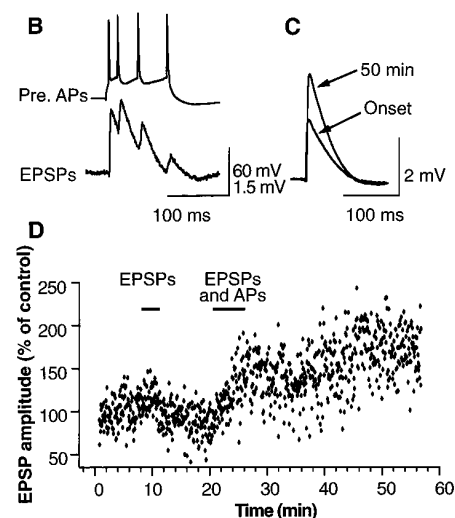 B
Pre. APs
EPSPs
60 mV
1.5 mV
100 ms
C
50 min
Onset
2 mV
100 ms
D
EPSPs
EPSPs
and APs
EPSP amplitude (% of control)
250
200
150
100
50
0
10
20
30
40
50
60
Time (min)